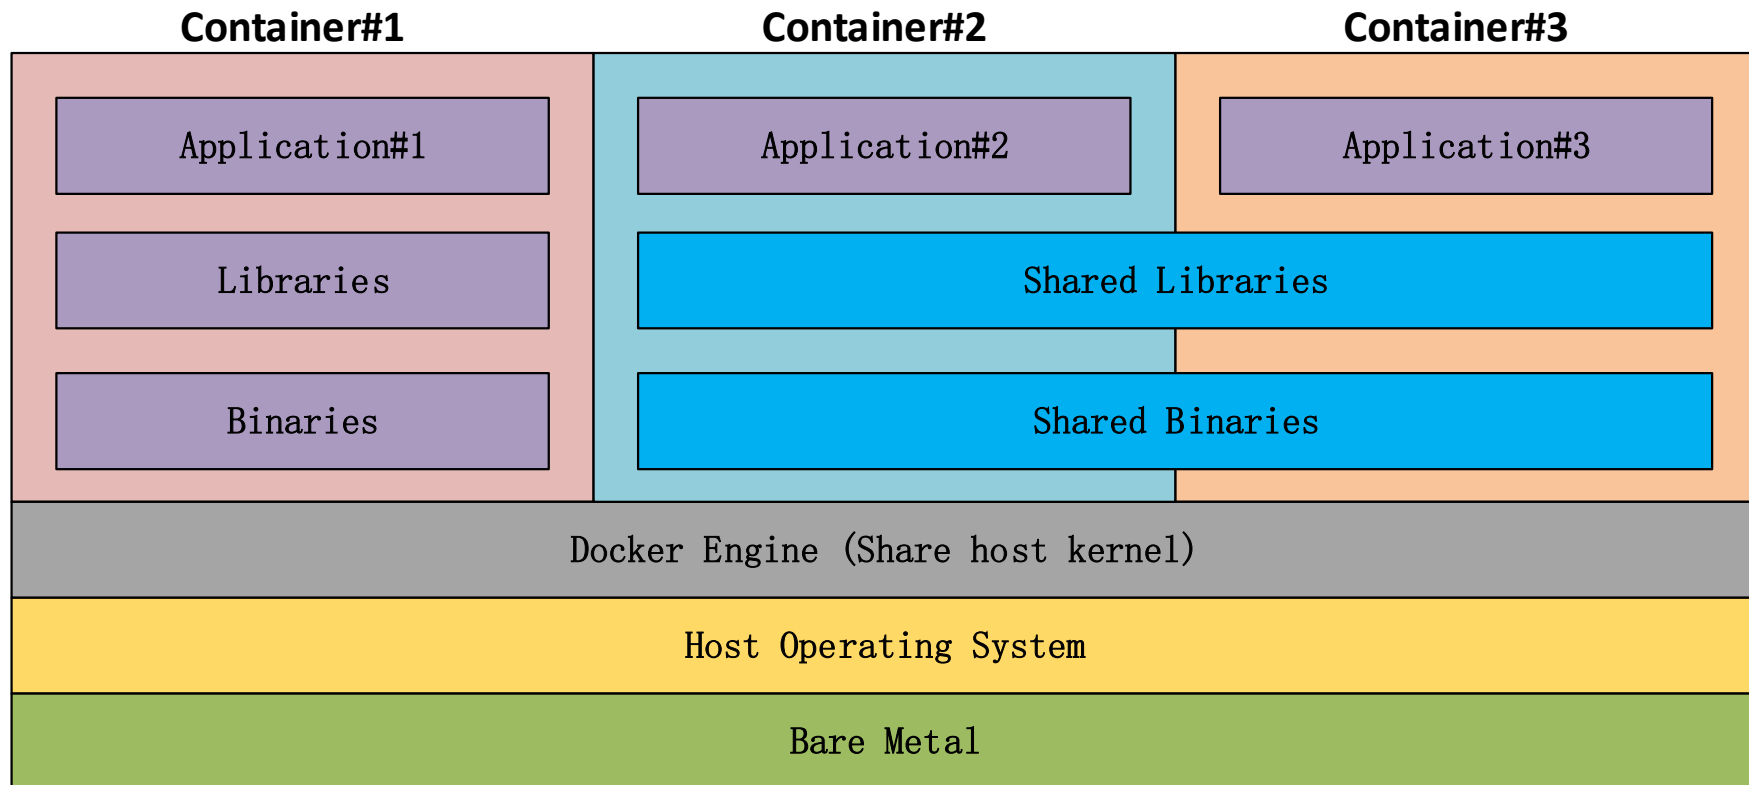 Container#1 Container#2 Container#3
Application#1 Application#2 Application#3
Libraries Shared Libraries
Binaries Shared Binaries
Docker Engine (Share host kernel)
Host Operating System
Bare Metal